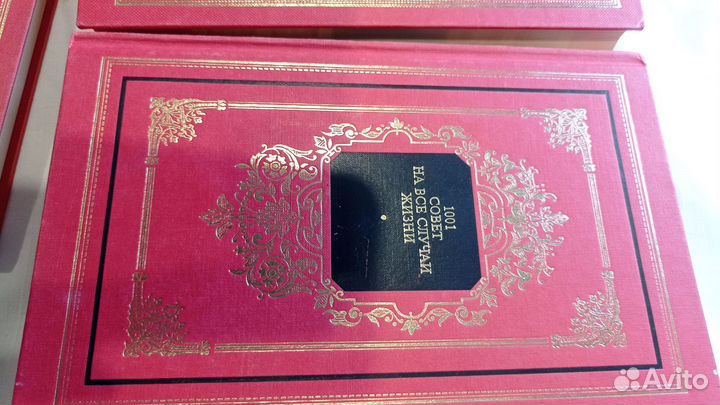 1001
СОВЕТ
НА ВСЕ СЛУЧАИ
ЖИЗНИ
Avito